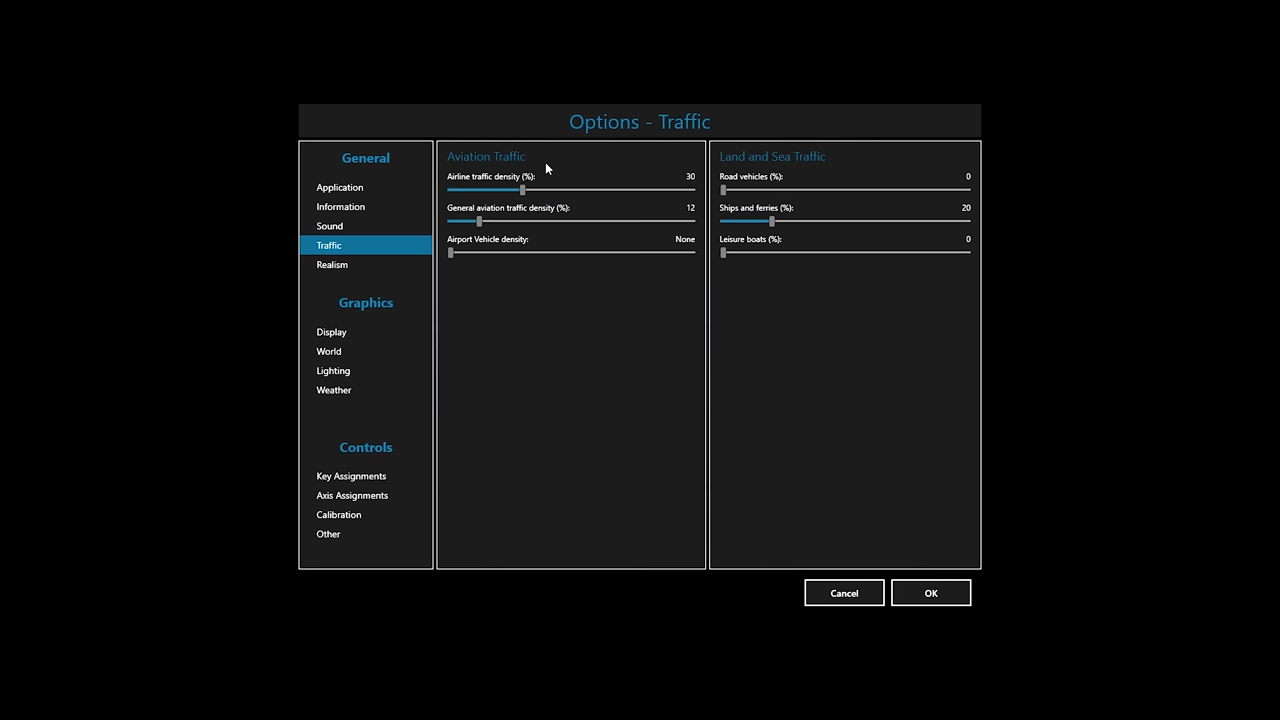 Options - Traffic
General
Application
Information
Sound
Traffic
Realism
Graphics
Display
World
Lighting
Weather
Controls
Key Assignments
Axis Assignments
Calibration
Other
Aviation Traffic
Airline traffic density (%): 30
General aviation traffic density (%): 12
Airport Vehicle density: None
Land and Sea Traffic
Road vehicles (%): 0
Ships and ferries (%): 20
Leisure boats (%): 0
Cancel OK